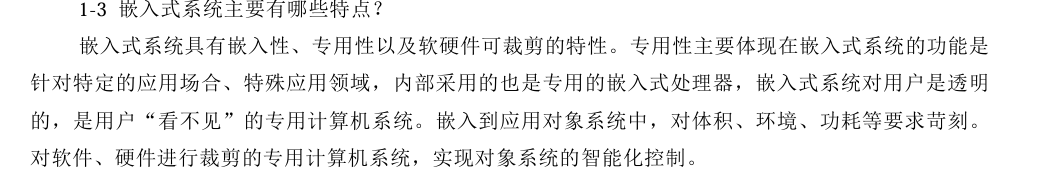 1-3 嵌入式系统主要有哪些特点？
嵌入式系统具有嵌入性、专用性以及软硬件可裁剪的特性。专用性主要体现在嵌入式系统的功能是
针对特定的应用场合、特殊应用领域，内部采用的也是专用的嵌入式处理器，嵌入式系统对用户是透明
的，是用户“看不见”的专用计算机系统。嵌入到应用对象系统中，对体积、环境、功耗等要求苛刻。
对软件、硬件进行裁剪的专用计算机系统，实现对象系统的智能化控制。